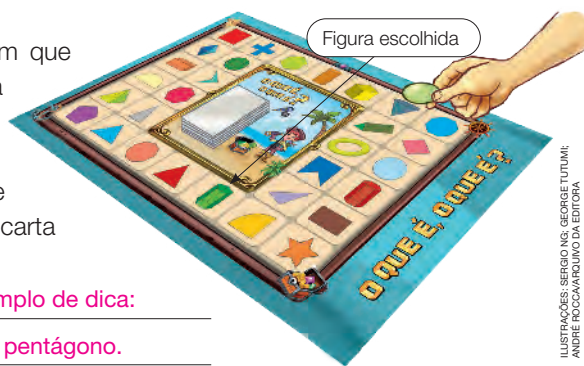 m que
a
Figura escolhida
e
carta
mplo de dica:
pentágono.
O QUE É, O QUE É?
ILUSTRAÇÕES: SERGIO NG; GEORGE TUTUMI;
ANDRÉ ROCCA/ARQUIVO DA EDITORA